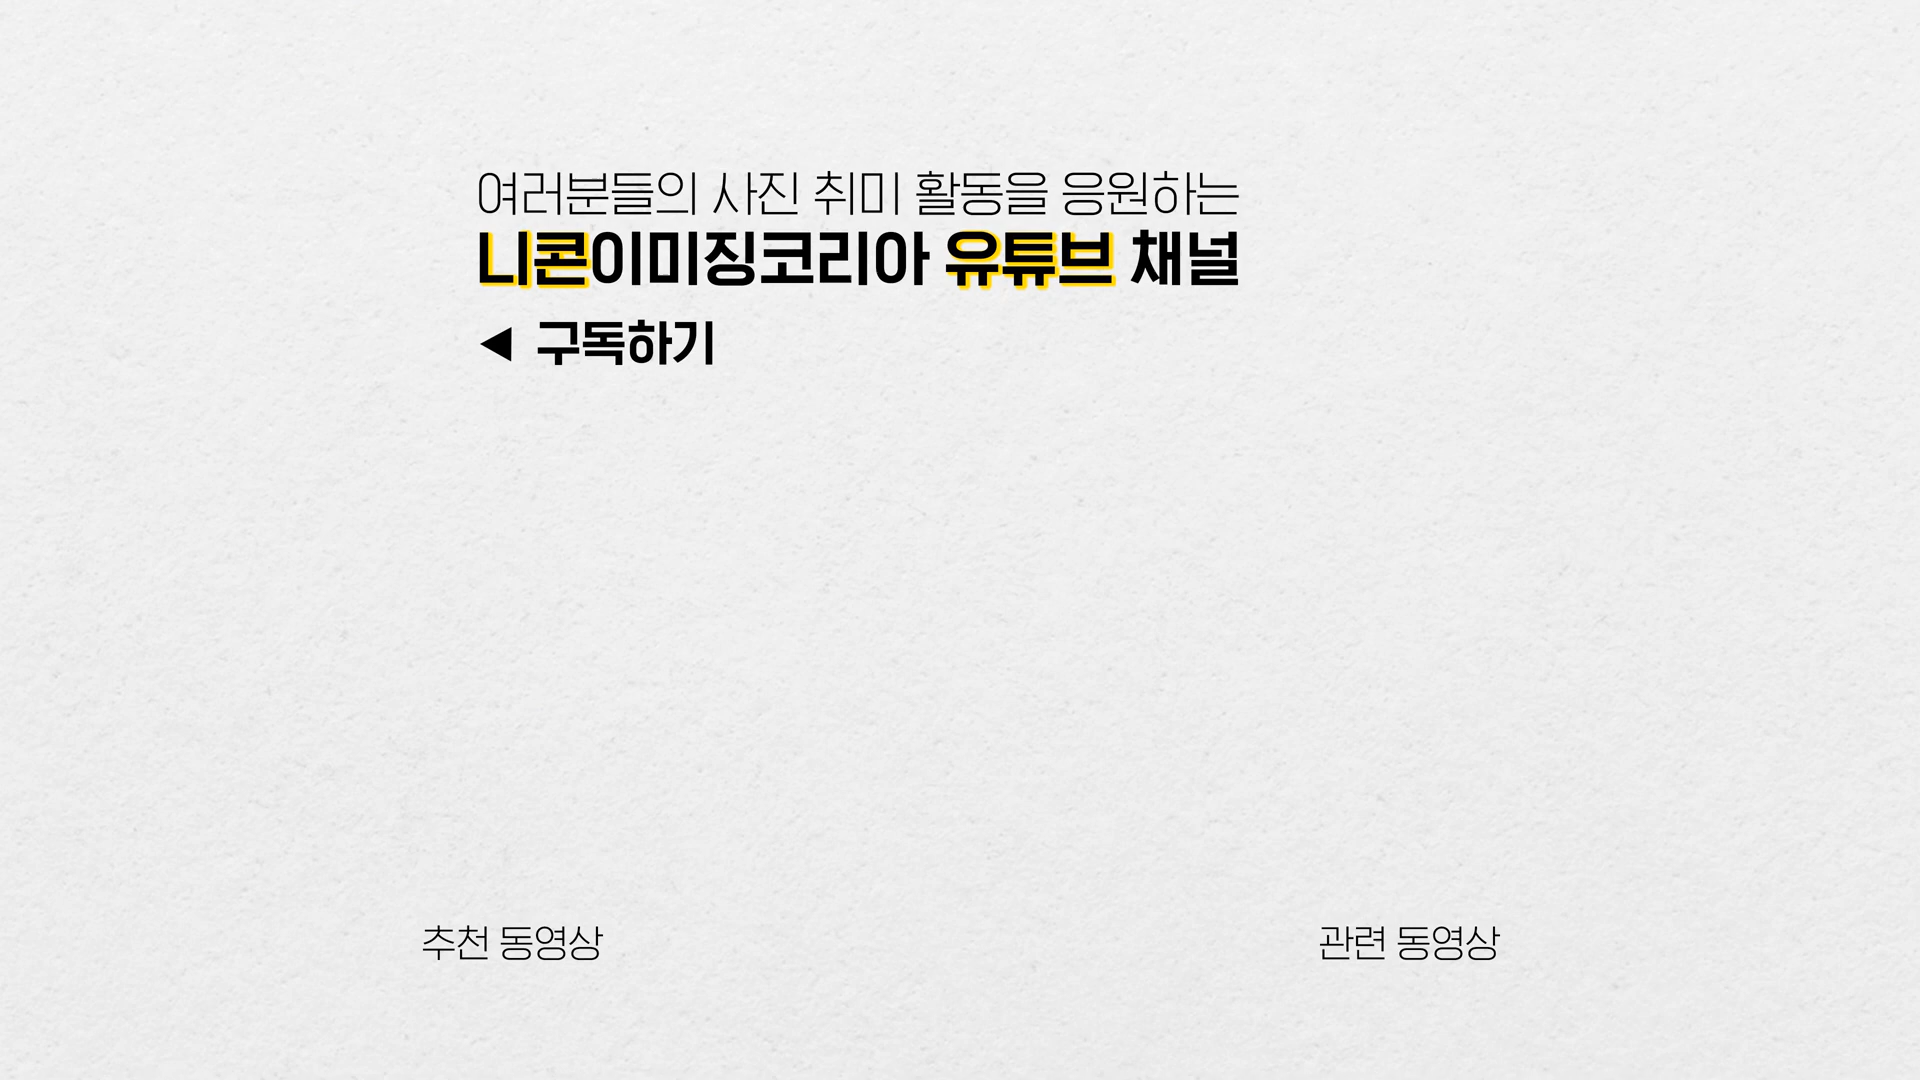 여러분들의 사진 취미 활동을 응원하는
니콘이미징코리아 유튜브 채널
◀ 구독하기
추천 동영상
관련 동영상